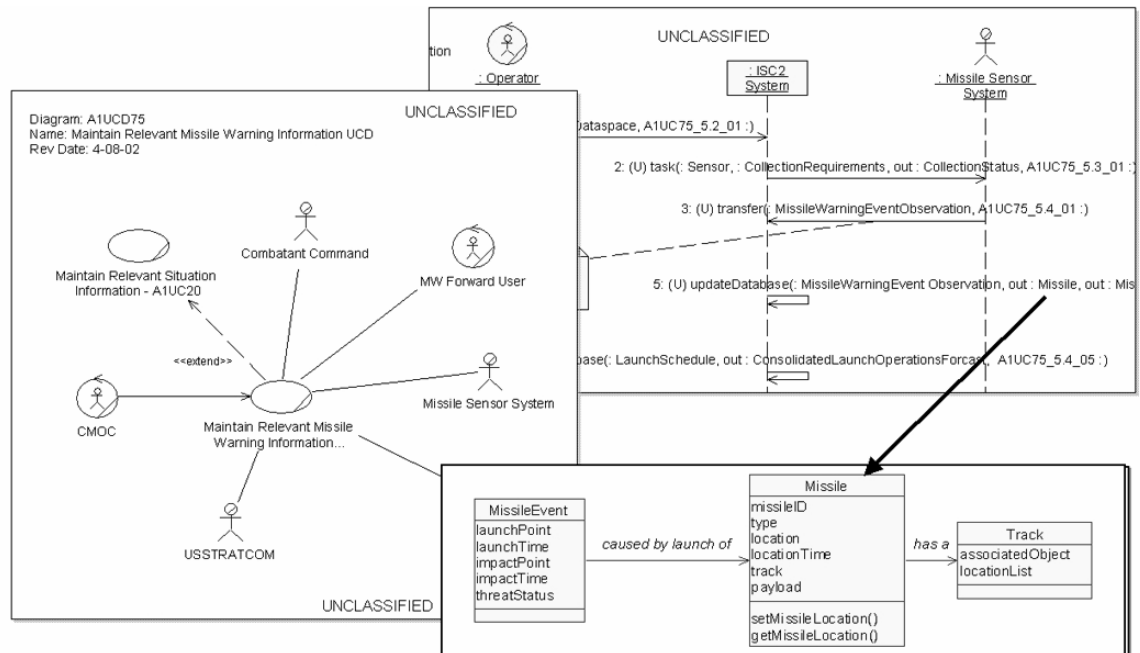 UNCLASSIFIED
tion
: Operator
: ISC2
System
: Missile Sensor
System
Dataspace, A1UC75_5.2_01 :)
2: (U) task(: Sensor, : CollectionRequirements, out : CollectionStatus, A1UC75_5.3_01 :)
3: (U) transfer(: MissileWarningEventObservation, A1UC75_5.4_01 :)
5: (U) updateDatabase(: MissileWarningEvent Observation, out : Missile, out : Mis
base(: LaunchSchedule, out : ConsolidatedLaunchOperationsForcast, A1UC75_5.4_05 :)
UNCLASSIFIED
Diagram: A1UCD75
Name: Maintain Relevant Missile Warning Information UCD
Rev Date: 4-08-02
Combatant Command
Maintain Relevant Situation
Information - A1UC20
MW Forward User
<<extend>>
Missile Sensor System
CMOC
Maintain Relevant Missile
Warning Information...
USSTRATCOM
UNCLASSIFIED
MissileEvent
launchPoint
launchTime
impactPoint
impactTime
threatStatus
caused by launch of
Missile
missileID
type
location
locationTime
track
payload
setMissileLocation()
getMissileLocation()
has a
Track
associatedObject
locationList